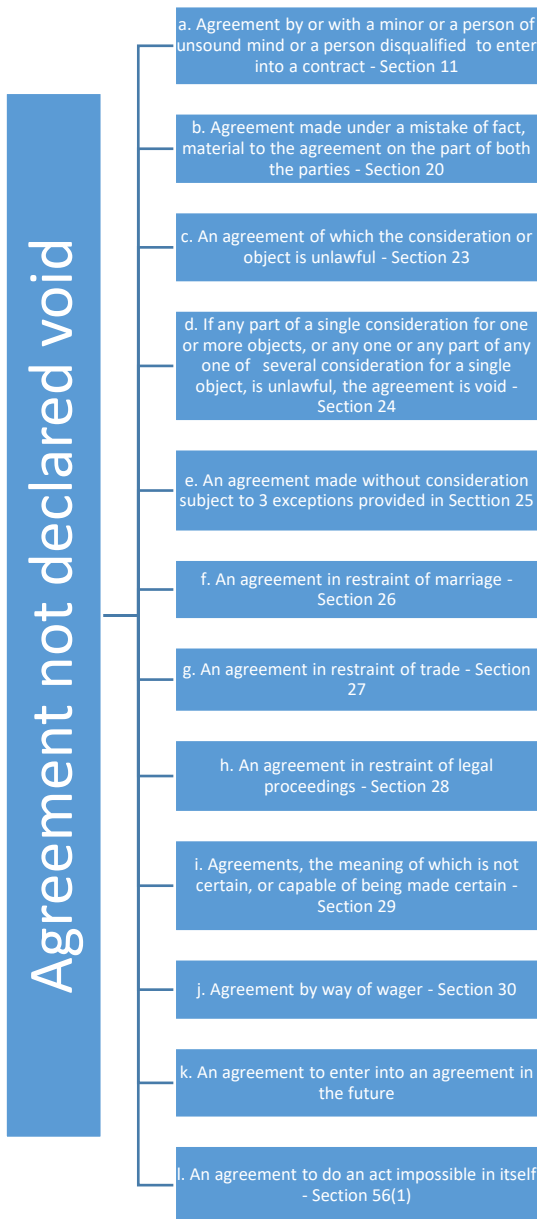 Agreement not declared void
a. Agreement by or with a minor or a person of
unsound mind or a person disqualified to enter
into a contract - Section 11
b. Agreement made under a mistake of fact,
material to the agreement on the part of both
the parties - Section 20
c. An agreement of which the consideration or
object is unlawful - Section 23
d. If any part of a single consideration for one
or more objects, or any one or any part of any
one of several consideration for a single
object, is unlawful, the agreement is void -
Section 24
e. An agreement made without consideration
subject to 3 exceptions provided in Secttion 25
f. An agreement in restraint of marriage -
Section 26
g. An agreement in restraint of trade - Section
27
h. An agreement in restraint of legal
proceedings - Section 28
i. Agreements, the meaning of which is not
certain, or capable of being made certain -
Section 29
j. Agreement by way of wager - Section 30
k. An agreement to enter into an agreement in
the future
l. An agreement to do an act impossible in itself
- Section 56(1)